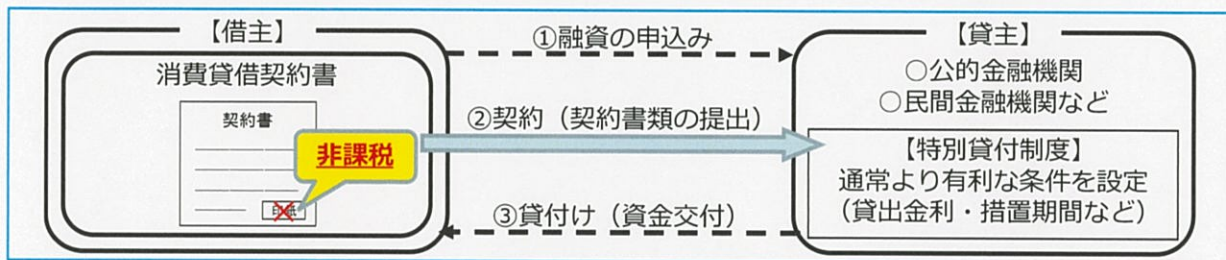 【借主】
消費貸借契約書
契約書
非課税
印紙
①融資の申込み
②契約（契約書類の提出）
③貸付け（資金交付）
【貸主】
○公的金融機関
○民間金融機関など
【特別貸付制度】
通常より有利な条件を設定
（貸出金利・措置期間など）